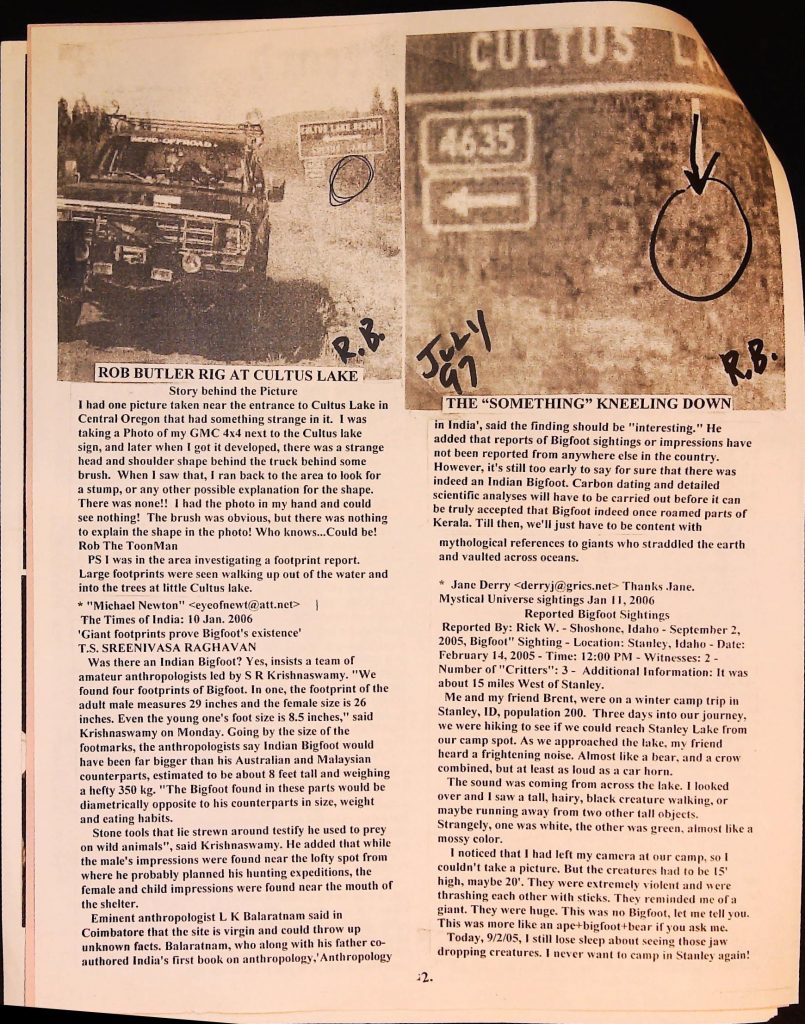 BEND-OFFROAD
CULTUS LAKE RESORT
R.B.
ROB BUTLER RIG AT CULTUS LAKE
Story behind the Picture
I had one picture taken near the entrance to Cultus Lake in
Central Oregon that had something strange in it. I was
taking a Photo of my GMC 4x4 next to the Cultus lake
sign, and later when I got it developed, there was a strange
head and shoulder shape behind the truck behind some
brush. When I saw that, I ran back to the area to look for
a stump, or any other possible explanation for the shape.
There was none!! I had the photo in my hand and could
see nothing! The brush was obvious, but there was nothing
to explain the shape in the photo! Who knows...Could be!
Rob The ToonMan
PS I was in the area investigating a footprint report.
Large footprints were seen walking up out of the water and
into the trees at little Cultus lake.
* "Michael Newton" <eyeofnewt@att.net>
The Times of India: 10 Jan. 2006
'Giant footprints prove Bigfoot's existence'
T.S. SREENIVASA RAGHAVAN
Was there an Indian Bigfoot? Yes, insists a team of
amateur anthropologists led by S R Krishnaswamy. "We
found four footprints of Bigfoot. In one, the footprint of the
adult male measures 29 inches and the female size is 26
inches. Even the young one's foot size is 8.5 inches," said
Krishnaswamy on Monday. Going by the size of the
footmarks, the anthropologists say Indian Bigfoot would
have been far bigger than his Australian and Malaysian
counterparts, estimated to be about 8 feet tall and weighing
a hefty 350 kg. "The Bigfoot found in these parts would be
diametrically opposite to his counterparts in size, weight
and eating habits.
Stone tools that lie strewn around testify he used to prey
on wild animals", said Krishnaswamy. He added that while
the male's impressions were found near the lofty spot from
where he probably planned his hunting expeditions, the
female and child impressions were found near the mouth of
the shelter.
Eminent anthropologist L K Balaratnam said in
Coimbatore that the site is virgin and could throw up
unknown facts. Balaratnam, who along with his father co-
authored India's first book on anthropology,'Anthropology
CULTUS LA
4635
JULY
97
R.B.
THE "SOMETHING" KNEELING DOWN
in India', said the finding should be "interesting." He
added that reports of Bigfoot sightings or impressions have
not been reported from anywhere else in the country.
However, it's still too early to say for sure that there was
indeed an Indian Bigfoot. Carbon dating and detailed
scientific analyses will have to be carried out before it can
be truly accepted that Bigfoot indeed once roamed parts of
Kerala. Till then, we'll just have to be content with
mythological references to giants who straddled the earth
and vaulted across oceans.
* Jane Derry <derryj@grics.net> Thanks Jane.
Mystical Universe sightings Jan 11, 2006
Reported Bigfoot Sightings
Reported By: Rick W. - Shoshone, Idaho - September 2,
2005, Bigfoot" Sighting - Location: Stanley, Idaho - Date:
February 14, 2005 - Time: 12:00 PM - Witnesses: 2 -
Number of "Critters": 3 - Additional Information: It was
about 15 miles West of Stanley.
Me and my friend Brent, were on a winter camp trip in
Stanley, ID, population 200. Three days into our journey,
we were hiking to see if we could reach Stanley Lake from
our camp spot. As we approached the lake, my friend
heard a frightening noise. Almost like a bear, and a crow
combined, but at least as loud as a car horn.
The sound was coming from across the lake. I looked
over and I saw a tall, hairy, black creature walking, or
maybe running away from two other tall objects.
Strangely, one was white, the other was green, almost like a
mossy color.
I noticed that I had left my camera at our camp, so I
couldn't take a picture. But the creatures had to be 15'
high, maybe 20'. They were extremely violent and were
thrashing each other with sticks. They reminded me of a
giant. They were huge. This was no Bigfoot, let me tell you.
This was more like an ape+bigfoot+bear if you ask me.
Today, 9/2/05, I still lose sleep about seeing those jaw
dropping creatures. I never want to camp in Stanley again!